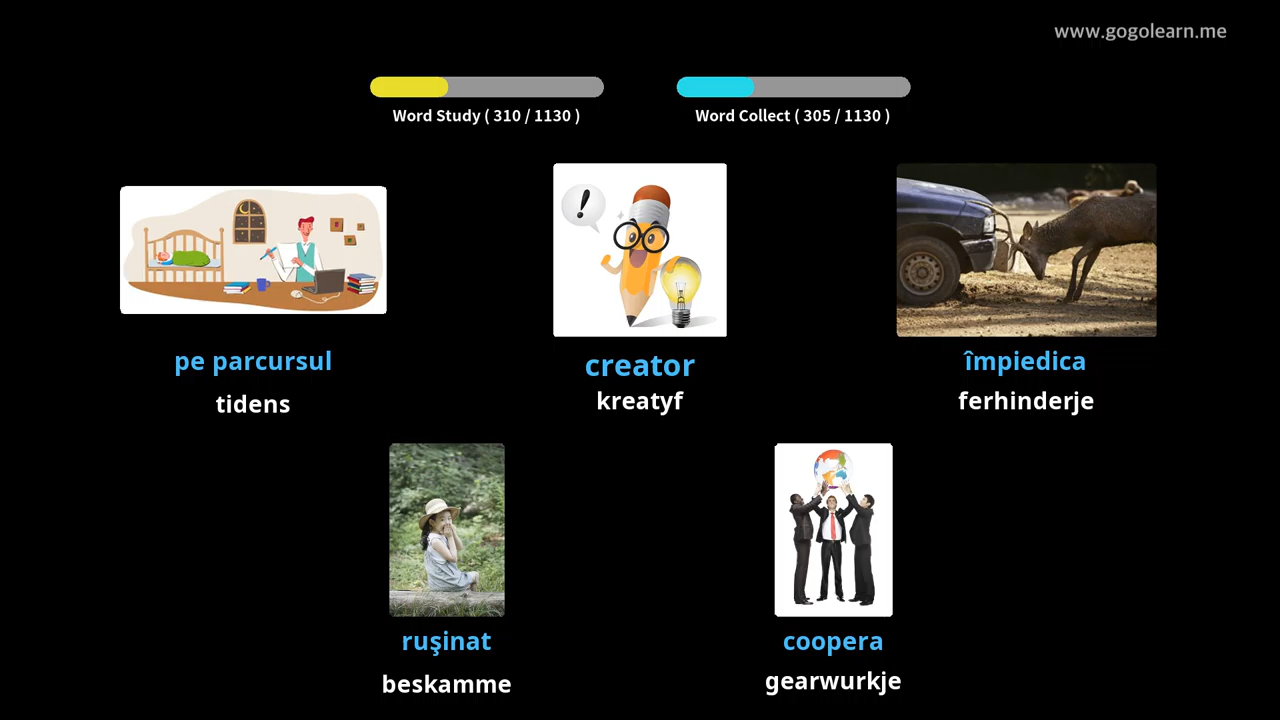 www.gogolearn.me
Word Study ( 310 / 1130 )
Word Collect ( 305 / 1130 )
pe parcursul
tidens
creator
kreatyf
împiedica
ferhinderje
ruşinat
beskamme
coopera
gearwurkje